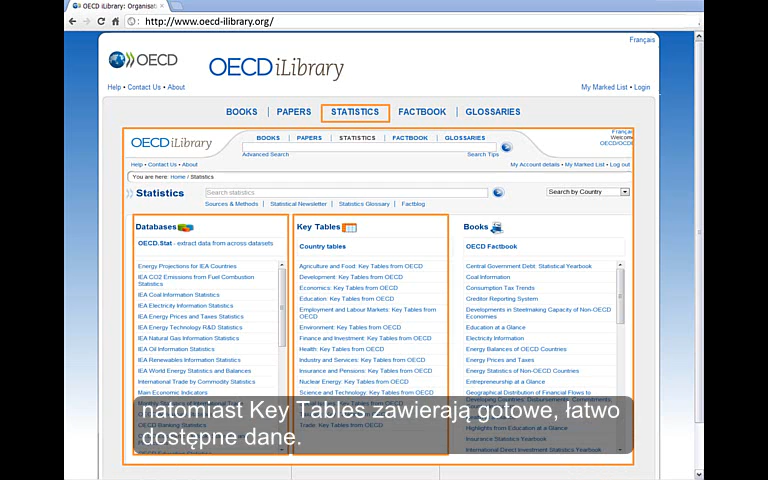 OECD iLibrary: Organisat
http://www.oecd-ilibrary.org/
Français
OECD
OECD iLibrary
Help • Contact Us • About
My Marked List • Login
BOOKS | PAPERS | STATISTICS | FACTBOOK | GLOSSARIES
OECD iLibrary
BOOKS | PAPERS | STATISTICS | FACTBOOK | GLOSSARIES
Advanced Search
Search Tips
Help • Contact Us • About
My Account details • My Marked List • Log out
You are here: Home / Statistics
Statistics
Search statistics
Search by Country
Sources & Methods | Statistical Newsletter | Statistics Glossary | Factblog
Databases
OECD.Stat - extract data from across datasets
Energy Projections for IEA Countries
IEA CO2 Emissions from Fuel Combustion
Statistics
IEA Coal Information Statistics
IEA Electricity Information Statistics
IEA Energy Prices and Taxes Statistics
IEA Energy Technology R&D Statistics
IEA Natural Gas Information Statistics
IEA Oil Information Statistics
IEA Renewables Information Statistics
IEA World Energy Statistics and Balances
International Trade by Commodity Statistics
Main Economic Indicators
Key Tables
Country tables
Agriculture and Food: Key Tables from OECD
Development: Key Tables from OECD
Economics: Key Tables from OECD
Education: Key Tables from OECD
Employment and Labour Markets: Key Tables from
OECD
Environment: Key Tables from OECD
Finance and Investment: Key Tables from OECD
Health: Key Tables from OECD
Industry and Services: Key Tables from OECD
Insurance and Pensions: Key Tables from OECD
Nuclear Energy: Key Tables from OECD
Science and Technology: Key Tables from OECD
Trade: Key Tables from OECD
Books
OECD Factbook
Central Government Debt: Statistical Yearbook
Coal Information
Consumption Tax Trends
Creditor Reporting System
Developments in Steelmaking Capacity of Non-OECD
Economies
Education at a Glance
Electricity Information
Energy Balances of OECD Countries
Energy Prices and Taxes
Energy Statistics of Non-OECD Countries
Entrepreneurship at a Glance
Geographical Distribution of Financial Flows to
Developing Countries: Disbursements, Commitments
Highlights from Education at a Glance
Insurance Statistics Yearbook
International Direct Investment Statistics Yearbook
natomiast Key Tables zawierają gotowe, łatwo
dostępne dane.